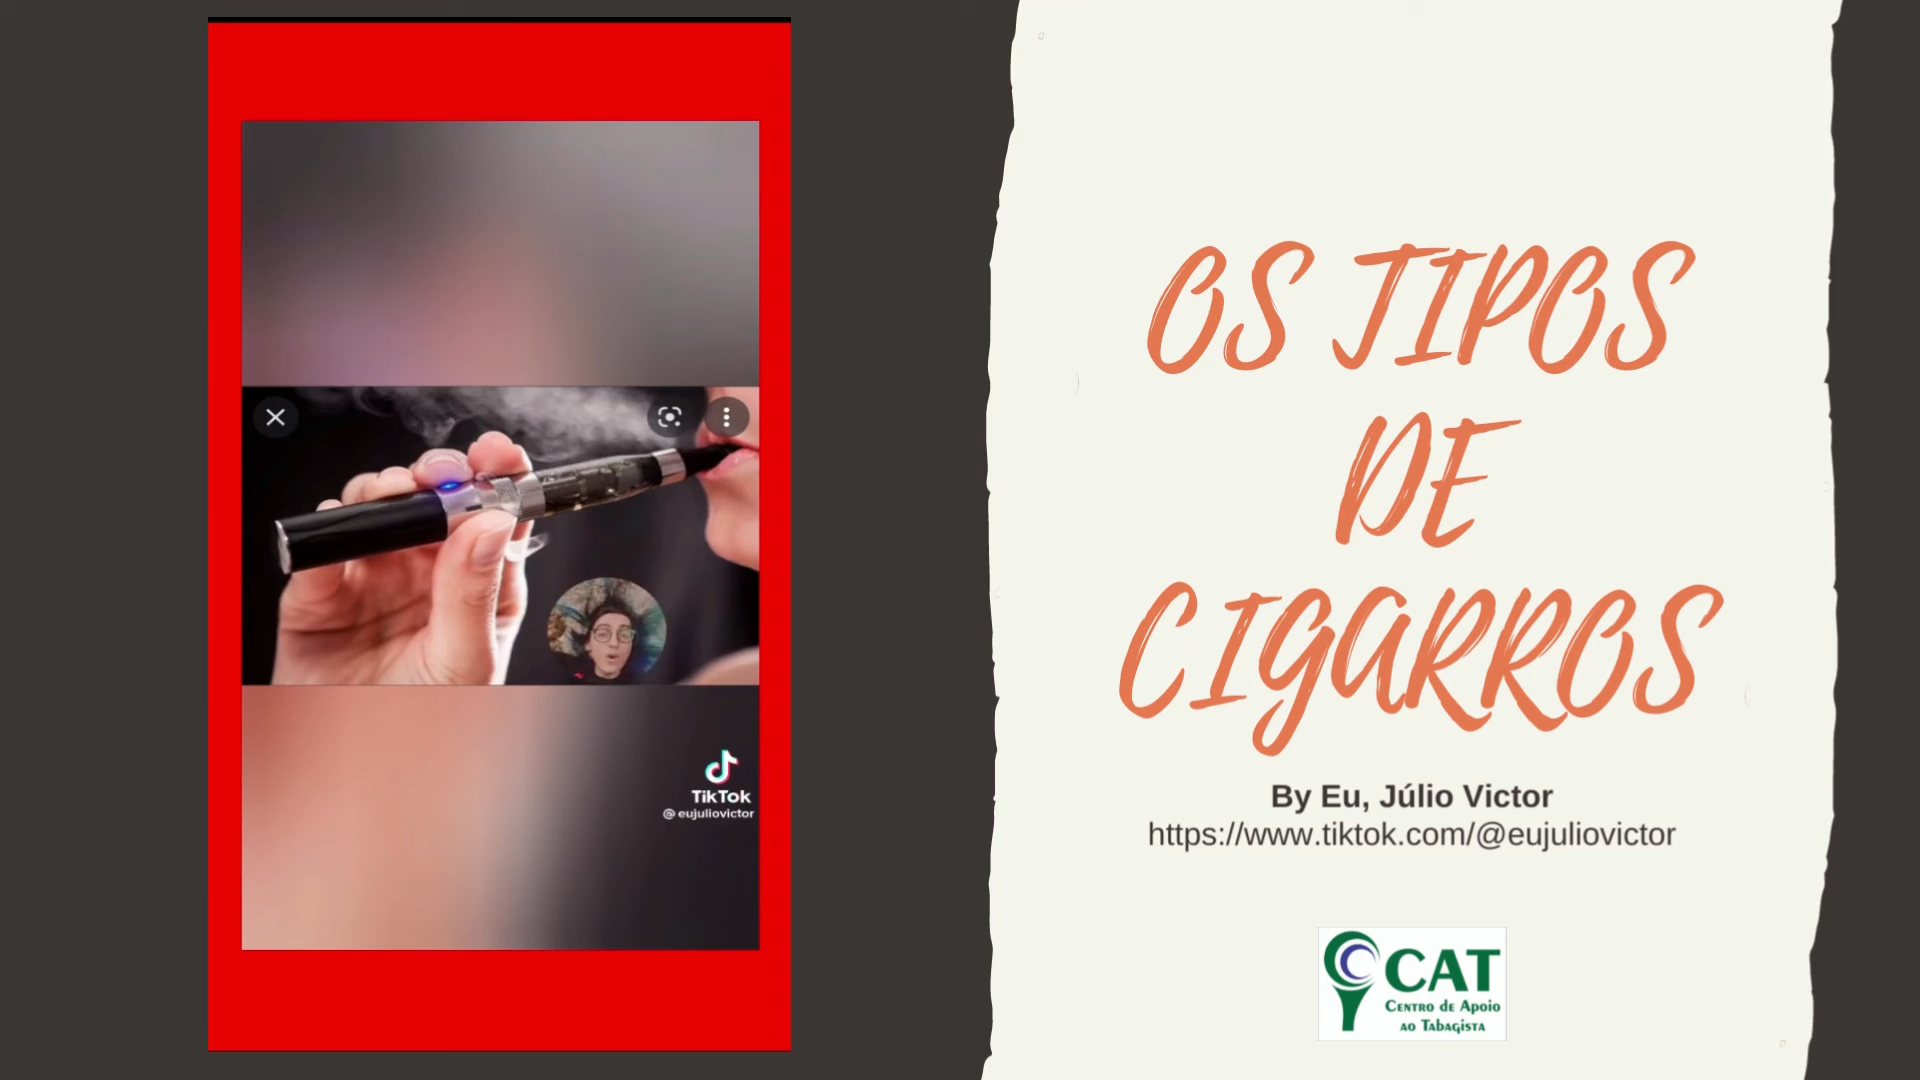 TikTok
@ eujuliovictor
OS TIPOS
DE
CIGARROS
By Eu, Júlio Victor
https://www.tiktok.com/@eujuliovictor
CAT
Centro de Apoio
ao Tabagista